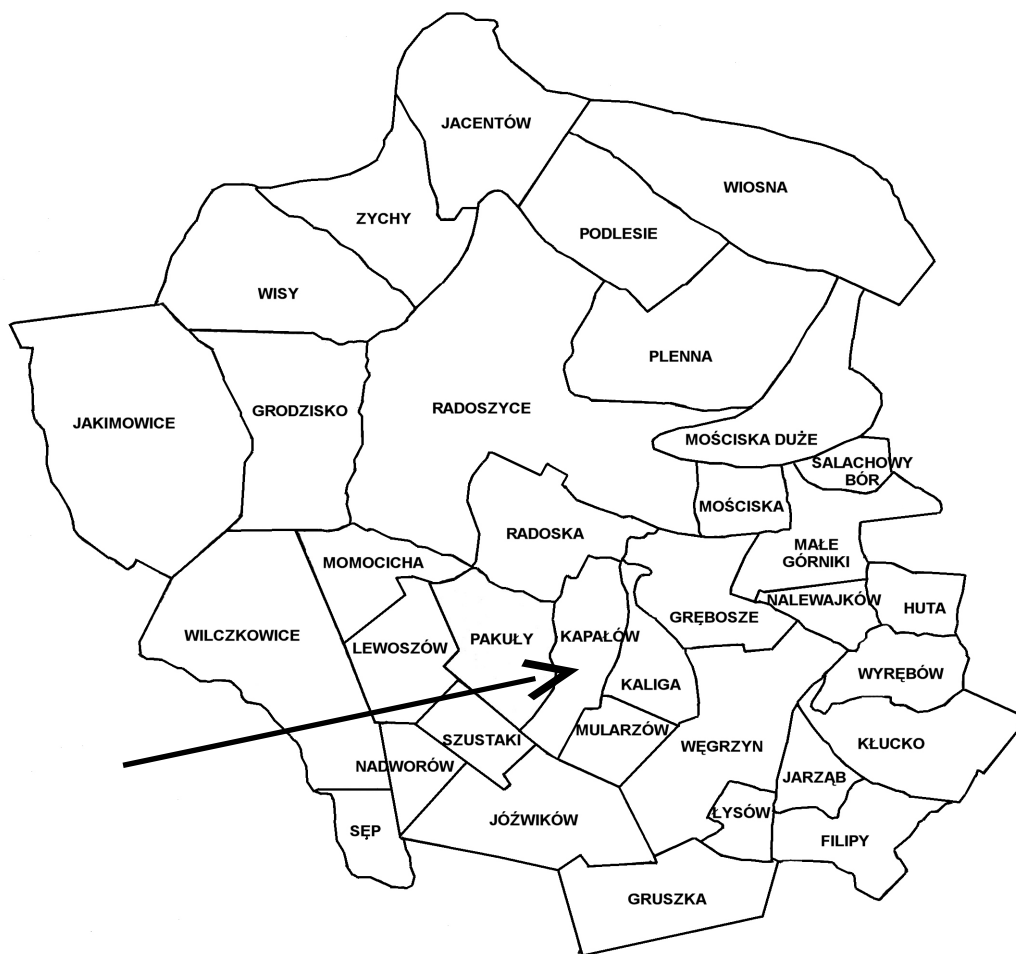 JACENTÓW
WIOSNA
ZYCHY
PODLESIE
WISY
PLENNA
JAKIMOWICE
GRODZISKO
RADOSZYCE
MOŚCISKA DUŻE
SALACHOWY
BÓR
MOŚCISKA
RADOSKA
MAŁE
GÓRNIKI
MOMOCICHA
NALEWAJKÓW
HUTA
GRĘBOSZE
WILCZKOWICE
LEWOSZÓW
PAKUŁY
KAPAŁÓW
KALIGA
WYRĘBÓW
MULARZÓW
SZUSTAKI
WĘGRZYN
KŁUCKO
NADWORÓW
JARZĄB
SĘP
JÓŹWIKÓW
ŁYSÓW
FILIPY
GRUSZKA